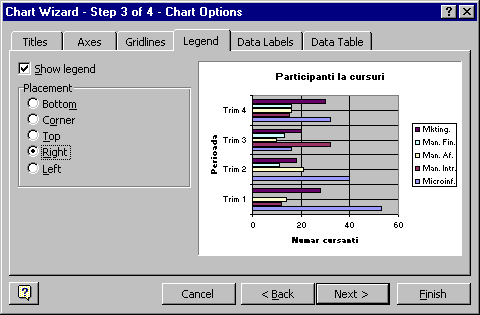 Chart Wizard - Step 3 of 4 - Chart Options
Titles Axes Gridlines Legend Data Labels Data Table
Show legend
Placement
Bottom
Corner
Top
Right
Left
Participanti la cursuri
Perioada
Trim 4
Trim 3
Trim 2
Trim 1
0 20 40 60
Numar cursanti
Mkting.
Man. Fin.
Man. Af.
Man. Intr.
Microinf.
Cancel < Back Next > Finish